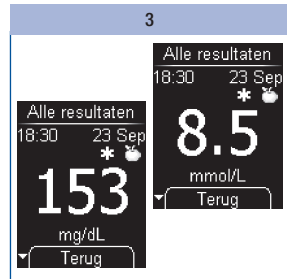 3
Alle resultaten
18:30 23 Sep
153
mg/dL
Terug
Alle resultaten
18:30 23 Sep
8.5
mmol/L
Terug